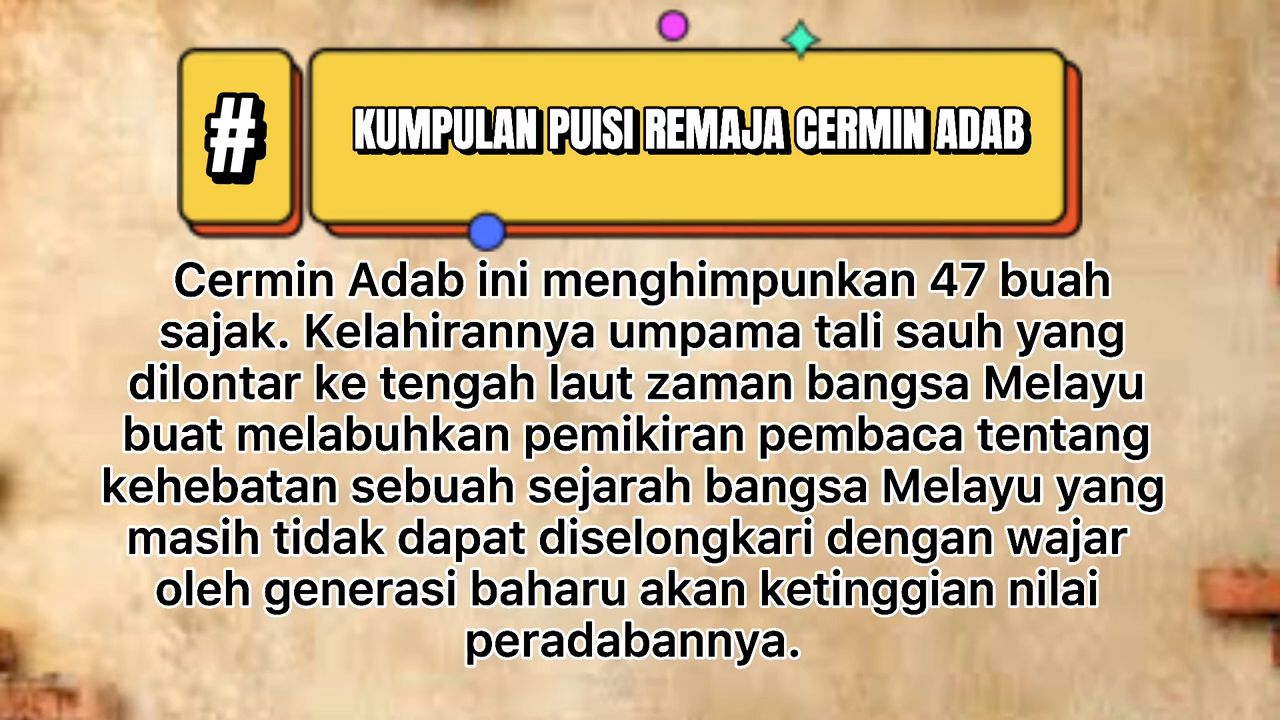 #
KUMPULAN PUISI REMAJA CERMIN ADAB
Cermin Adab ini menghimpunkan 47 buah
sajak. Kelahirannya umpama tali sauh yang
dilontar ke tengah laut zaman bangsa Melayu
buat melabuhkan pemikiran pembaca tentang
kehebatan sebuah sejarah bangsa Melayu yang
masih tidak dapat diselongkari dengan wajar
oleh generasi baharu akan ketinggian nilai
peradabannya.